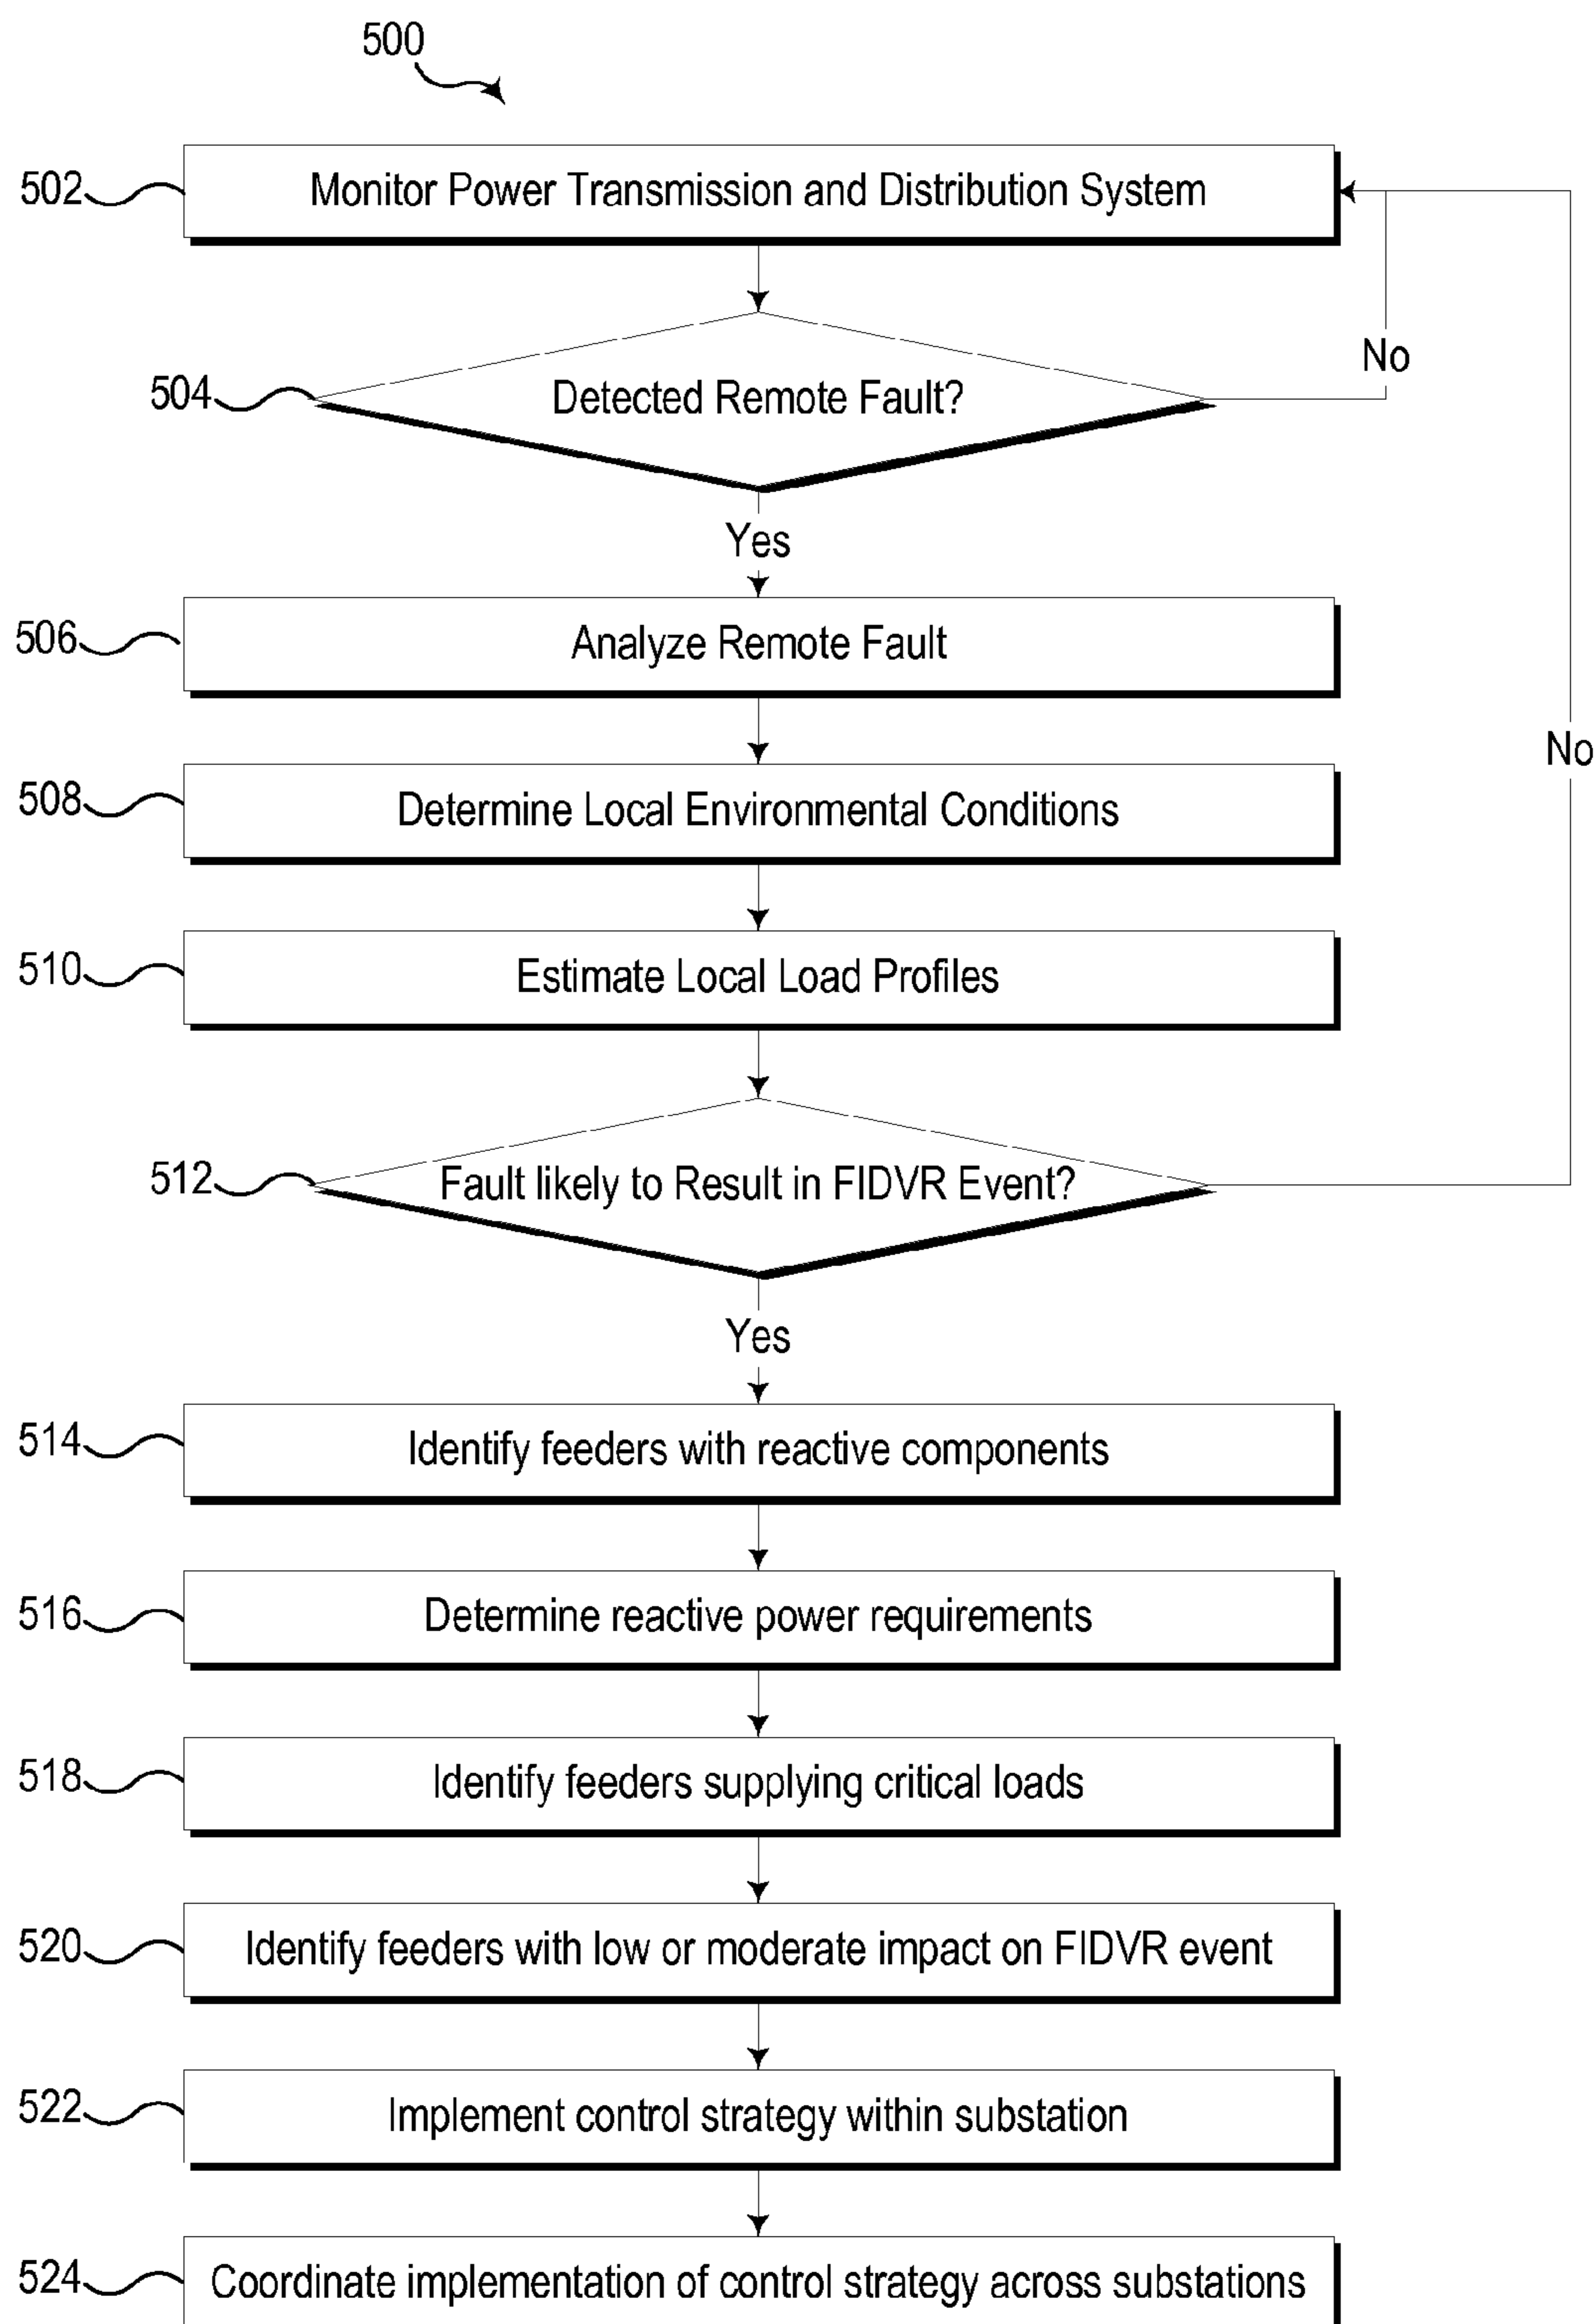 500
502 Monitor Power Transmission and Distribution System
504 Detected Remote Fault?
No
Yes
506 Analyze Remote Fault
No
508 Determine Local Environmental Conditions
510 Estimate Local Load Profiles
512 Fault likely to Result in FIDVR Event?
Yes
514 Identify feeders with reactive components
516 Determine reactive power requirements
518 Identify feeders supplying critical loads
520 Identify feeders with low or moderate impact on FIDVR event
522 Implement control strategy within substation
524 Coordinate implementation of control strategy across substations